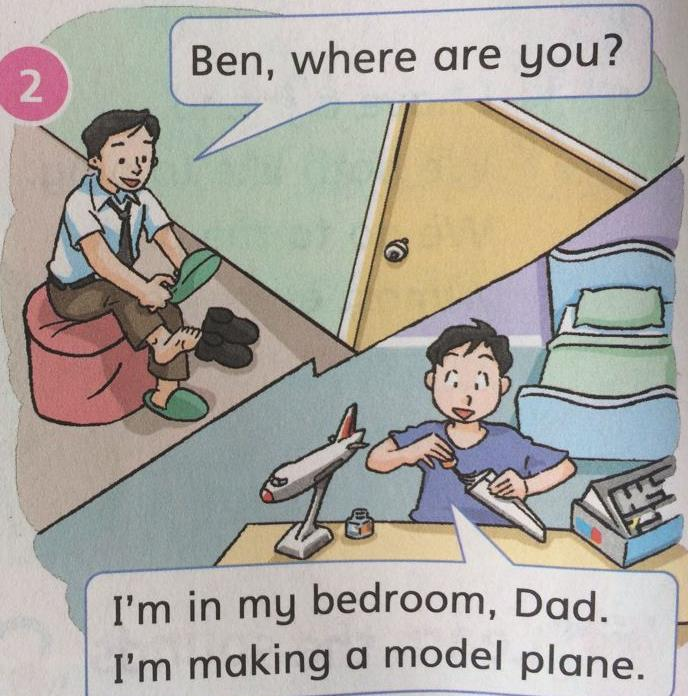 2
Ben, where are you?
I'm in my bedroom, Dad.
I'm making a model plane.